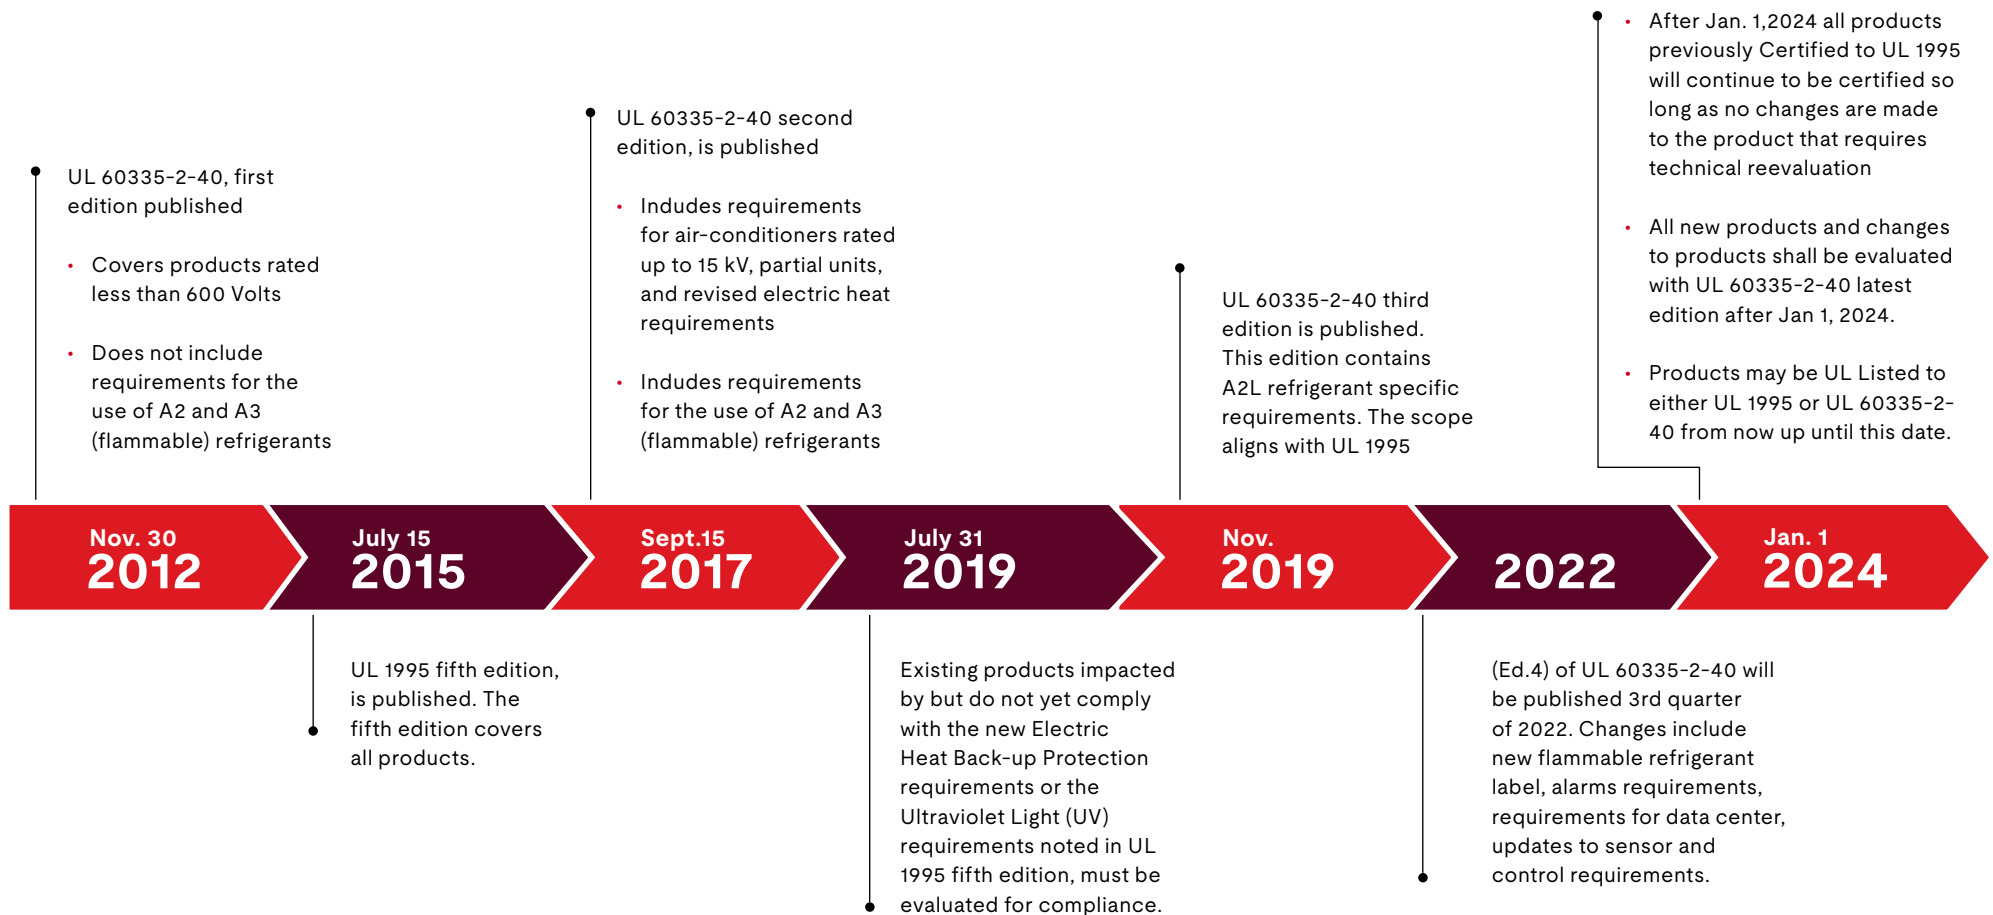 UL 60335-2-40, first
edition published
• Covers products rated
less than 600 Volts
• Does not include
requirements for the
use of A2 and A3
(flammable) refrigerants
UL 60335-2-40 second
edition, is published
• Indudes requirements
for air-conditioners rated
up to 15 kV, partial units,
and revised electric heat
requirements
• Indudes requirements
for the use of A2 and A3
(flammable) refrigerants
UL 60335-2-40 third
edition is published.
This edition contains
A2L refrigerant specific
requirements. The scope
aligns with UL 1995
• After Jan. 1,2024 all products
previously Certified to UL 1995
will continue to be certified so
long as no changes are made
to the product that requires
technical reevaluation
• All new products and changes
to products shall be evaluated
with UL 60335-2-40 latest
edition after Jan 1, 2024.
• Products may be UL Listed to
either UL 1995 or UL 60335-2-
40 from now up until this date.
Nov. 30
2012
July 15
2015
Sept.15
2017
July 31
2019
Nov.
2019
2022
Jan. 1
2024
UL 1995 fifth edition,
is published. The
fifth edition covers
all products.
Existing products impacted
by but do not yet comply
with the new Electric
Heat Back-up Protection
requirements or the
Ultraviolet Light (UV)
requirements noted in UL
1995 fifth edition, must be
evaluated for compliance.
(Ed.4) of UL 60335-2-40 will
be published 3rd quarter
of 2022. Changes include
new flammable refrigerant
label, alarms requirements,
requirements for data center,
updates to sensor and
control requirements.